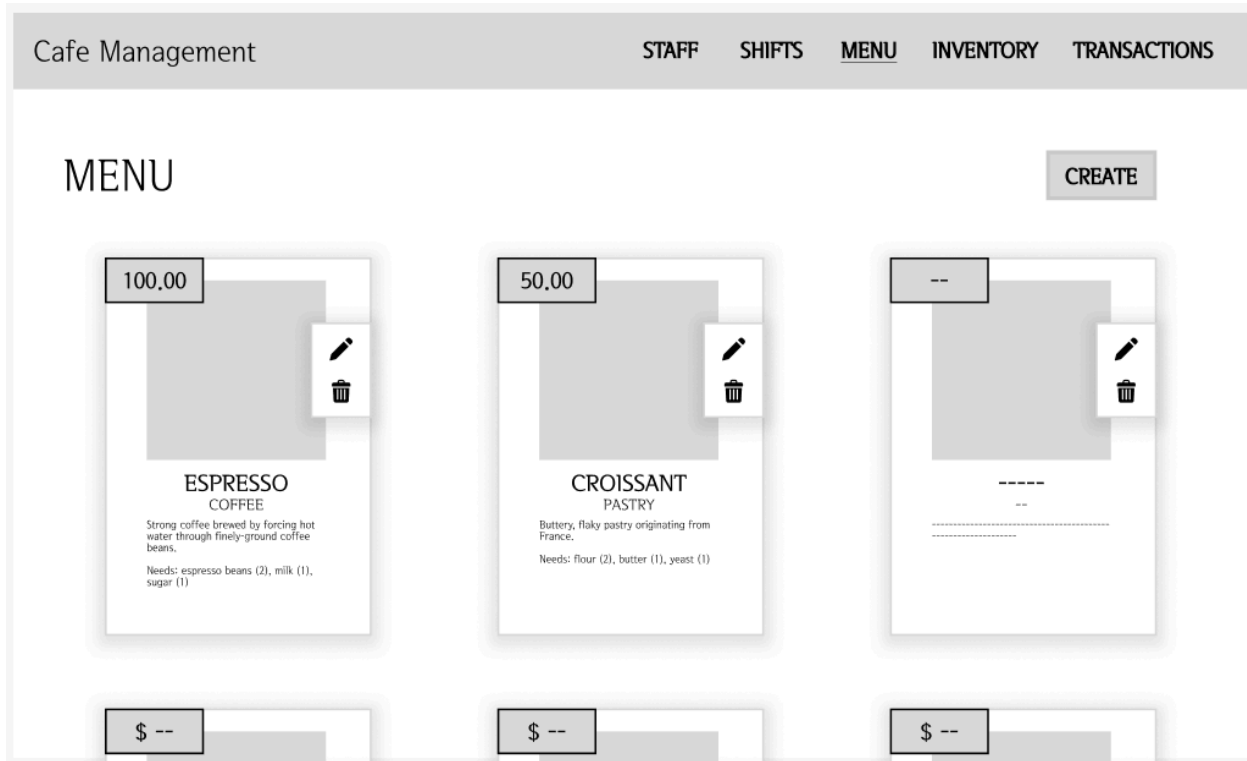 Cafe Management
STAFF SHIFTS MENU INVENTORY TRANSACTIONS
MENU
CREATE
100.00
ESPRESSO
COFFEE
Strong coffee brewed by forcing hot
water through finely-ground coffee
beans.
Needs: espresso beans (2), milk (1),
sugar (1)
50.00
CROISSANT
PASTRY
Buttery, flaky pastry originating from
France.
Needs: flour (2), butter (1), yeast (1)
--
-----
--
$ --
$ --
$ --